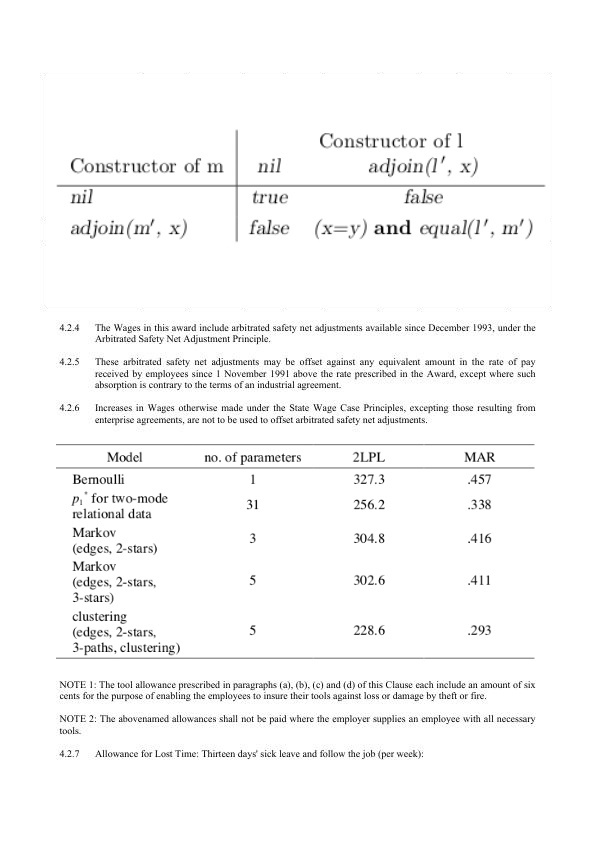 Constructor of l
Constructor of m nil adjoin(l′, x)
nil true false
adjoin(m′, x) false (x=y) and equal(l′, m′)
4.2.4 The Wages in this award include arbitrated safety net adjustments available since December 1993, under the
Arbitrated Safety Net Adjustment Principle.
4.2.5 These arbitrated safety net adjustments may be offset against any equivalent amount in the rate of pay
received by employees since 1 November 1991 above the rate prescribed in the Award, except where such
absorption is contrary to the terms of an industrial agreement.
4.2.6 Increases in Wages otherwise made under the State Wage Case Principles, excepting those resulting from
enterprise agreements, are not to be used to offset arbitrated safety net adjustments.
Model no. of parameters 2LPL MAR
Bernoulli 1 327.3 .457
p₁* for two-mode
relational data 31 256.2 .338
Markov
(edges, 2-stars) 3 304.8 .416
Markov
(edges, 2-stars, 5 302.6 .411
3-stars)
clustering
(edges, 2-stars, 5 228.6 .293
3-paths, clustering)
NOTE 1: The tool allowance prescribed in paragraphs (a), (b), (c) and (d) of this Clause each include an amount of six
cents for the purpose of enabling the employees to insure their tools against loss or damage by theft or fire.
NOTE 2: The abovenamed allowances shall not be paid where the employer supplies an employee with all necessary
tools.
4.2.7 Allowance for Lost Time: Thirteen days' sick leave and follow the job (per week):